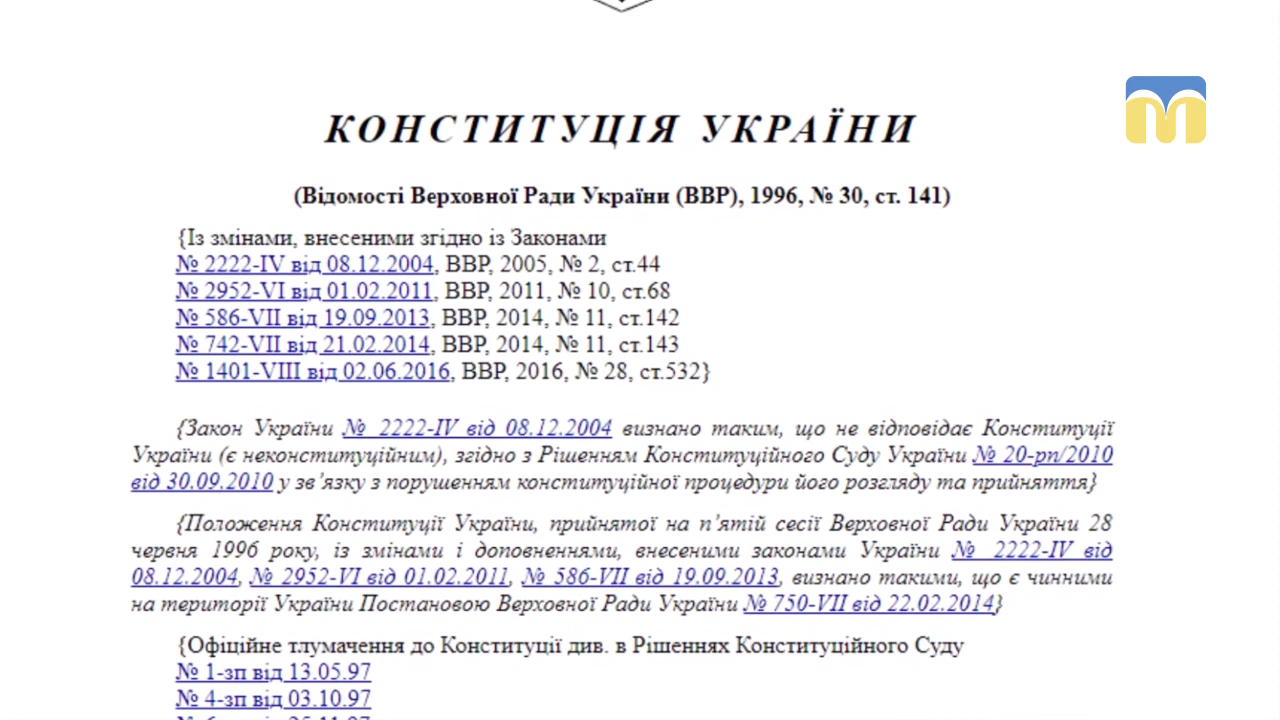 КОНСТИТУЦІЯ УКРАЇНИ
(Відомості Верховної Ради України (ВВР), 1996, № 30, ст. 141)
{Із змінами, внесеними згідно із Законами
№ 2222-IV від 08.12.2004, ВВР, 2005, № 2, ст.44
№ 2952-VI від 01.02.2011, ВВР, 2011, № 10, ст.68
№ 586-VII від 19.09.2013, ВВР, 2014, № 11, ст.142
№ 742-VII від 21.02.2014, ВВР, 2014, № 11, ст.143
№ 1401-VIII від 02.06.2016, ВВР, 2016, № 28, ст.532}
{Закон України № 2222-IV від 08.12.2004 визнано таким, що не відповідає Конституції
України (є неконституційним), згідно з Рішенням Конституційного Суду України № 20-рп/2010
від 30.09.2010 у зв’язку з порушенням конституційної процедури його розгляду та прийняття}
{Положення Конституції України, прийнятої на п’ятій сесії Верховної Ради України 28
червня 1996 року, із змінами і доповненнями, внесеними законами України № 2222-IV від
08.12.2004, № 2952-VI від 01.02.2011, № 586-VII від 19.09.2013, визнано такими, що є чинними
на території України Постановою Верховної Ради України № 750-VII від 22.02.2014}
{Офіційне тлумачення до Конституції див. в Рішеннях Конституційного Суду
№ 1-зп від 13.05.97
№ 4-зп від 03.10.97